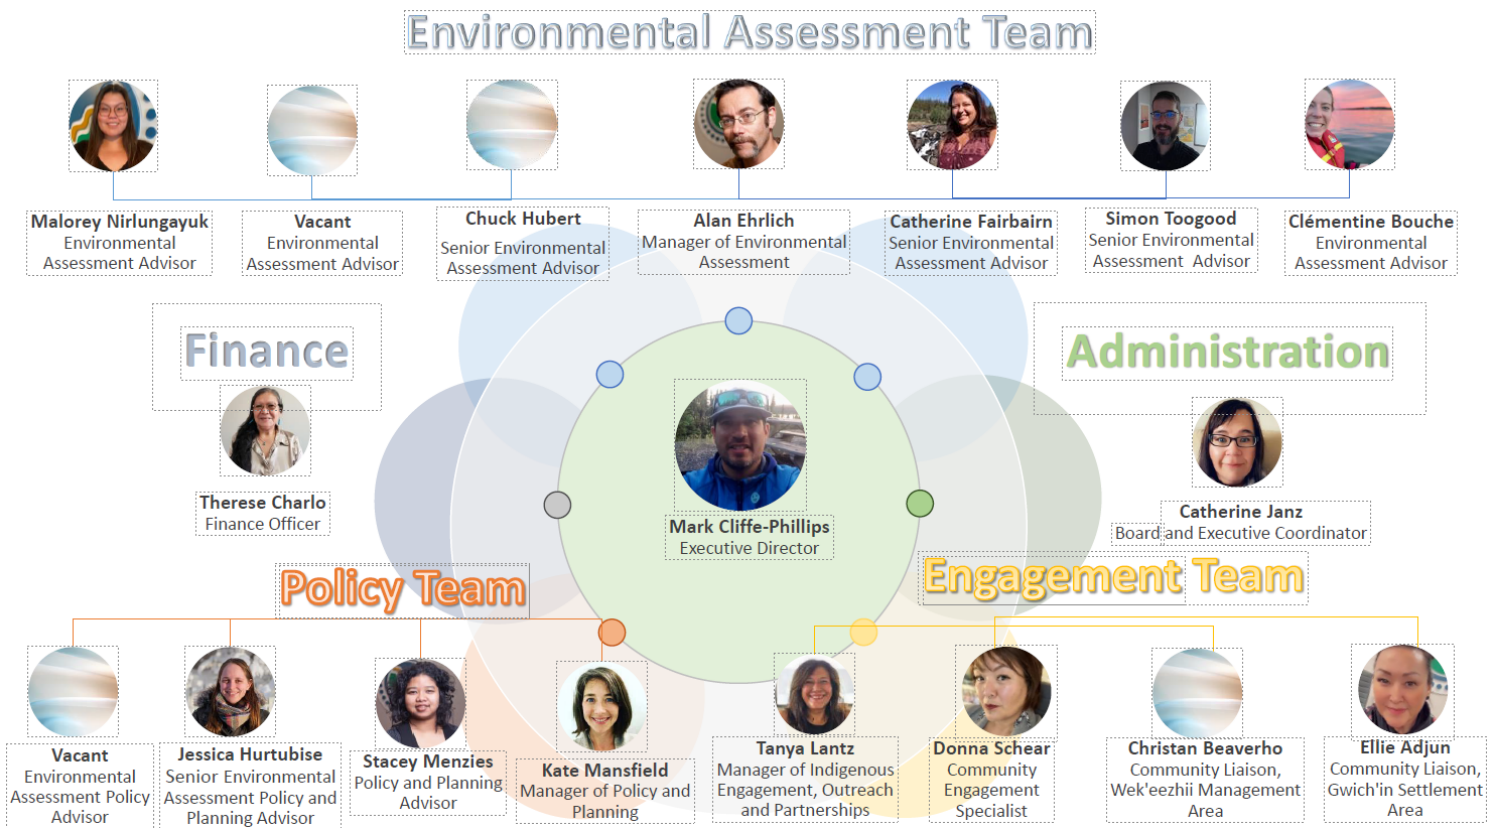 Environmental Assessment Team
Malorey Nirlungayuk
Environmental
Assessment Advisor
Vacant
Environmental
Assessment Advisor
Chuck Hubert
Senior Environmental
Assessment Advisor
Alan Ehrlich
Manager of Environmental
Assessment
Catherine Fairbairn
Senior Environmental
Assessment Advisor
Simon Toogood
Senior Environmental
Assessment Advisor
Clémentine Bouche
Environmental
Assessment Advisor
Finance
Therese Charlo
Finance Officer
Mark Cliffe-Phillips
Executive Director
Administration
Catherine Janz
Board and Executive Coordinator
Policy Team
Vacant
Environmental
Assessment Policy
Advisor
Jessica Hurtubise
Senior Environmental
Assessment Policy and
Planning Advisor
Stacey Menzies
Policy and Planning
Advisor
Kate Mansfield
Manager of Policy and
Planning
Engagement Team
Tanya Lantz
Manager of Indigenous
Engagement, Outreach
and Partnerships
Donna Schear
Community
Engagement
Specialist
Christan Beaverho
Community Liaison,
Wek'eezhii Management
Area
Ellie Adjun
Community Liaison,
Gwich'in Settlement
Area